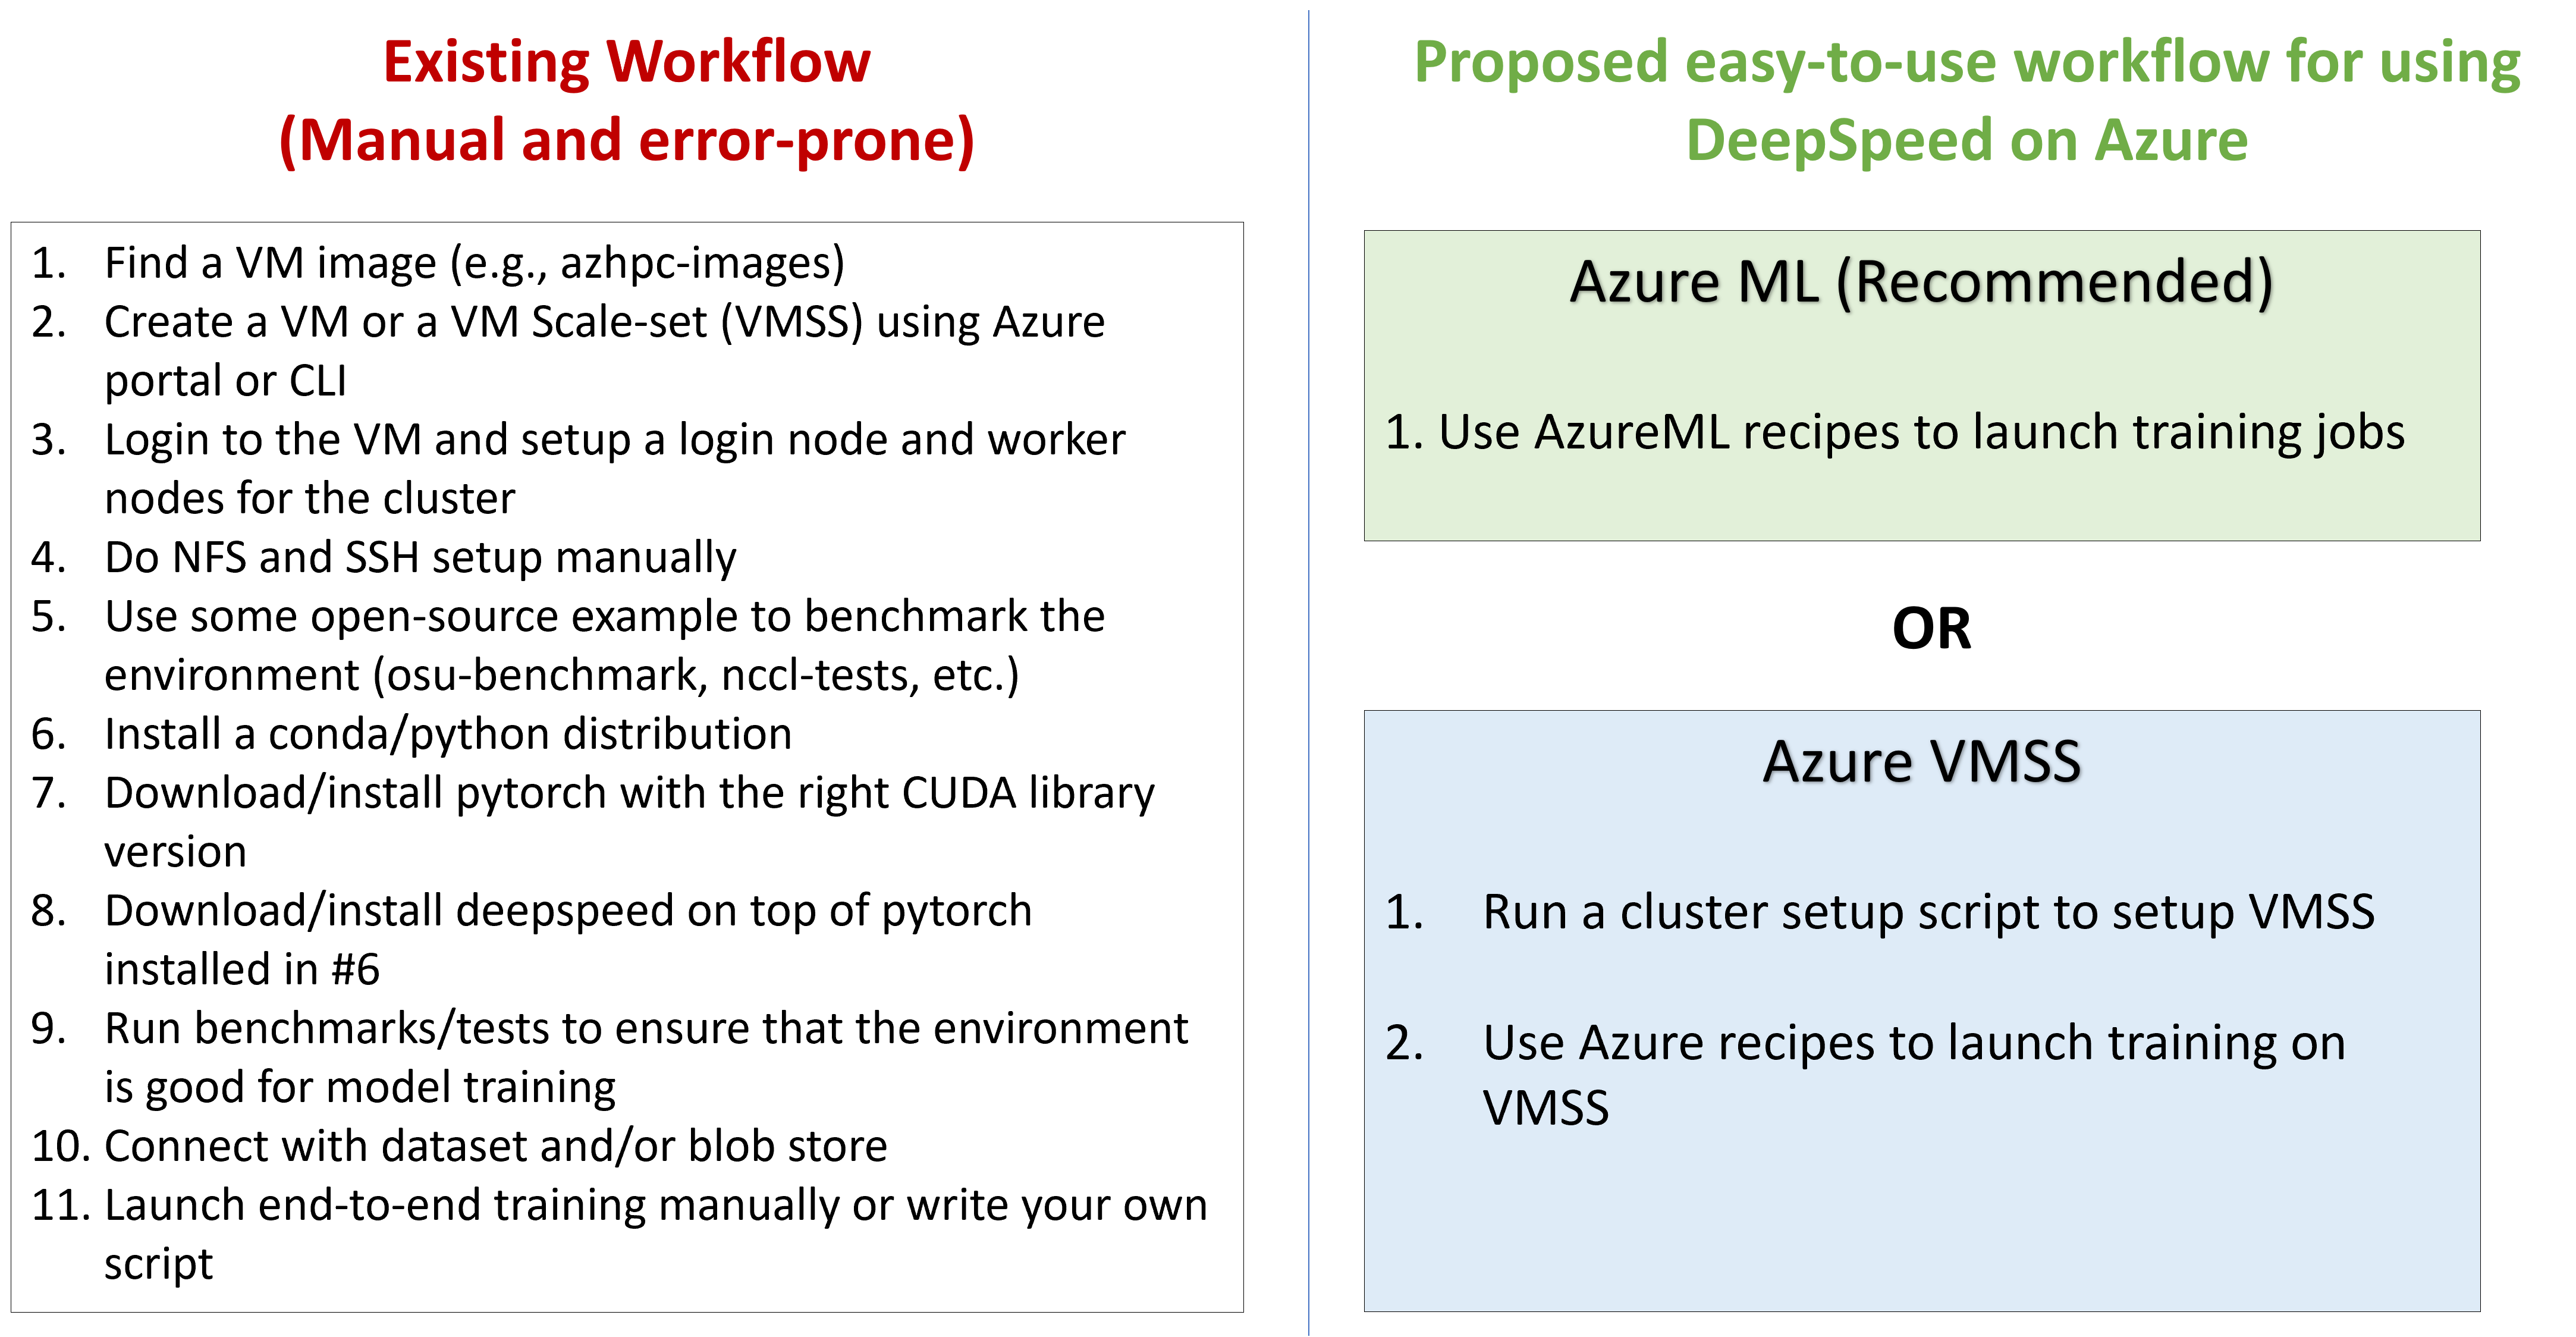 Existing Workflow
(Manual and error-prone)
1. Find a VM image (e.g., azhpc-images)
2. Create a VM or a VM Scale-set (VMSS) using Azure
portal or CLI
3. Login to the VM and setup a login node and worker
nodes for the cluster
4. Do NFS and SSH setup manually
5. Use some open-source example to benchmark the
environment (osu-benchmark, nccl-tests, etc.)
6. Install a conda/python distribution
7. Download/install pytorch with the right CUDA library
version
8. Download/install deepspeed on top of pytorch
installed in #6
9. Run benchmarks/tests to ensure that the environment
is good for model training
10. Connect with dataset and/or blob store
11. Launch end-to-end training manually or write your own
script
Proposed easy-to-use workflow for using
DeepSpeed on Azure
Azure ML (Recommended)
1. Use AzureML recipes to launch training jobs
OR
Azure VMSS
1. Run a cluster setup script to setup VMSS
2. Use Azure recipes to launch training on
VMSS